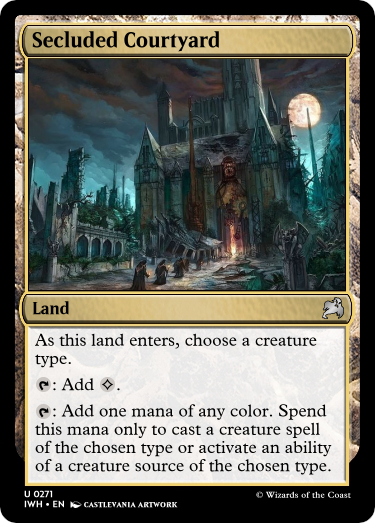 Secluded Courtyard
Land
As this land enters, choose a creature
type.
: Add .
: Add one mana of any color. Spend
this mana only to cast a creature spell
of the chosen type or activate an ability
of a creature source of the chosen type.
U 0271
IWH • EN CASTLEVANIA ARTWORK
© Wizards of the Coast